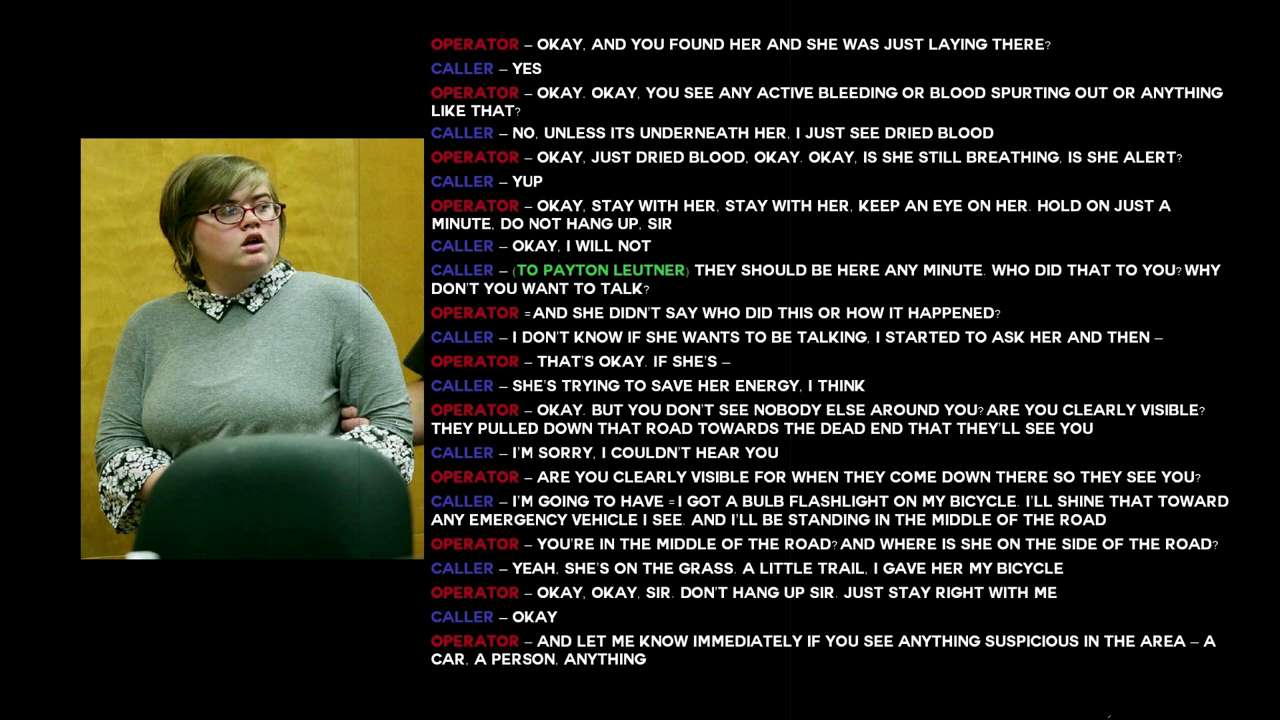 OPERATOR – OKAY, AND YOU FOUND HER AND SHE WAS JUST LAYING THERE?
CALLER – YES
OPERATOR – OKAY. OKAY, YOU SEE ANY ACTIVE BLEEDING OR BLOOD SPURTING OUT OR ANYTHING
LIKE THAT?
CALLER – NO, UNLESS ITS UNDERNEATH HER, I JUST SEE DRIED BLOOD
OPERATOR – OKAY, JUST DRIED BLOOD, OKAY. OKAY, IS SHE STILL BREATHING, IS SHE ALERT?
CALLER – YUP
OPERATOR – OKAY, STAY WITH HER, STAY WITH HER, KEEP AN EYE ON HER. HOLD ON JUST A
MINUTE, DO NOT HANG UP, SIR
CALLER – OKAY, I WILL NOT
CALLER – (TO PAYTON LEUTNER) THEY SHOULD BE HERE ANY MINUTE. WHO DID THAT TO YOU? WHY
DON'T YOU WANT TO TALK?
OPERATOR =AND SHE DIDN'T SAY WHO DID THIS OR HOW IT HAPPENED?
CALLER – I DON'T KNOW IF SHE WANTS TO BE TALKING, I STARTED TO ASK HER AND THEN –
OPERATOR – THAT'S OKAY. IF SHE'S –
CALLER – SHE'S TRYING TO SAVE HER ENERGY, I THINK
OPERATOR – OKAY. BUT YOU DON'T SEE NOBODY ELSE AROUND YOU? ARE YOU CLEARLY VISIBLE?
THEY PULLED DOWN THAT ROAD TOWARDS THE DEAD END THAT THEY'LL SEE YOU
CALLER – I'M SORRY, I COULDN'T HEAR YOU
OPERATOR – ARE YOU CLEARLY VISIBLE FOR WHEN THEY COME DOWN THERE SO THEY SEE YOU?
CALLER – I'M GOING TO HAVE =I GOT A BULB FLASHLIGHT ON MY BICYCLE. I'LL SHINE THAT TOWARD
ANY EMERGENCY VEHICLE I SEE. AND I'LL BE STANDING IN THE MIDDLE OF THE ROAD
OPERATOR – YOU'RE IN THE MIDDLE OF THE ROAD? AND WHERE IS SHE ON THE SIDE OF THE ROAD?
CALLER – YEAH, SHE'S ON THE GRASS. A LITTLE TRAIL, I GAVE HER MY BICYCLE
OPERATOR – OKAY, OKAY, SIR. DON'T HANG UP SIR. JUST STAY RIGHT WITH ME
CALLER – OKAY
OPERATOR – AND LET ME KNOW IMMEDIATELY IF YOU SEE ANYTHING SUSPICIOUS IN THE AREA – A
CAR, A PERSON, ANYTHING